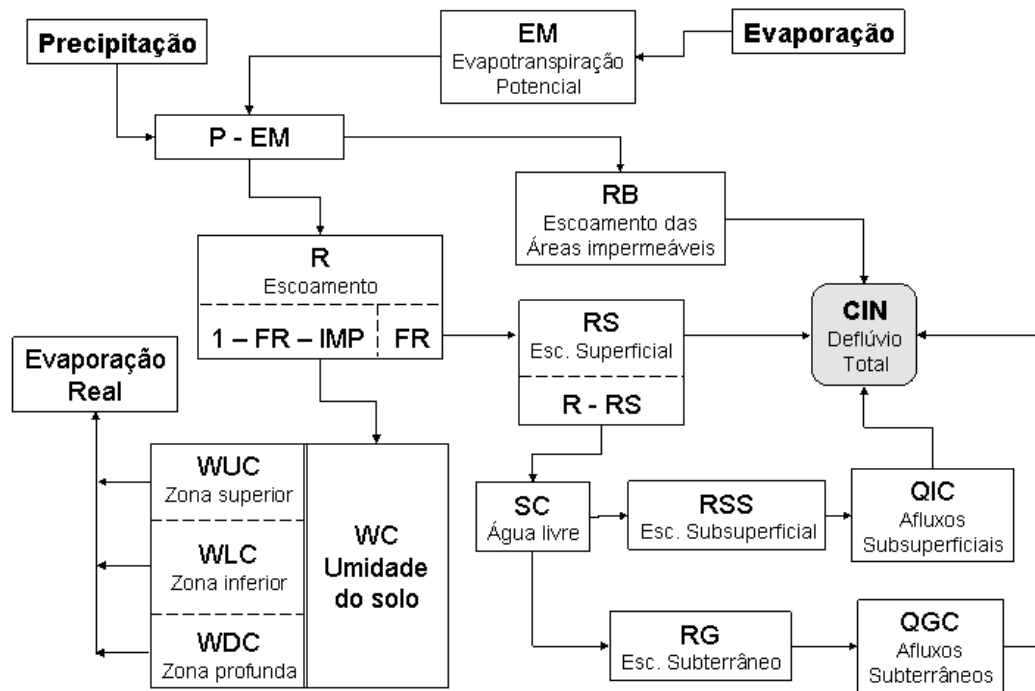 Precipitação
EM
Evapotranspiração
Potencial
Evaporação
P - EM
RB
Escoamento das
Áreas impermeáveis
R
Escoamento
1 – FR – IMP
FR
RS
Esc. Superficial
R - RS
CIN
Deflúvio
Total
Evaporação
Real
WUC
Zona superior
WLC
Zona inferior
WDC
Zona profunda
WC
Umidade
do solo
SC
Água livre
RSS
Esc. Subsuperficial
QIC
Afluxos
Subsuperficiais
RG
Esc. Subterrâneo
QGC
Afluxos
Subterrâneos